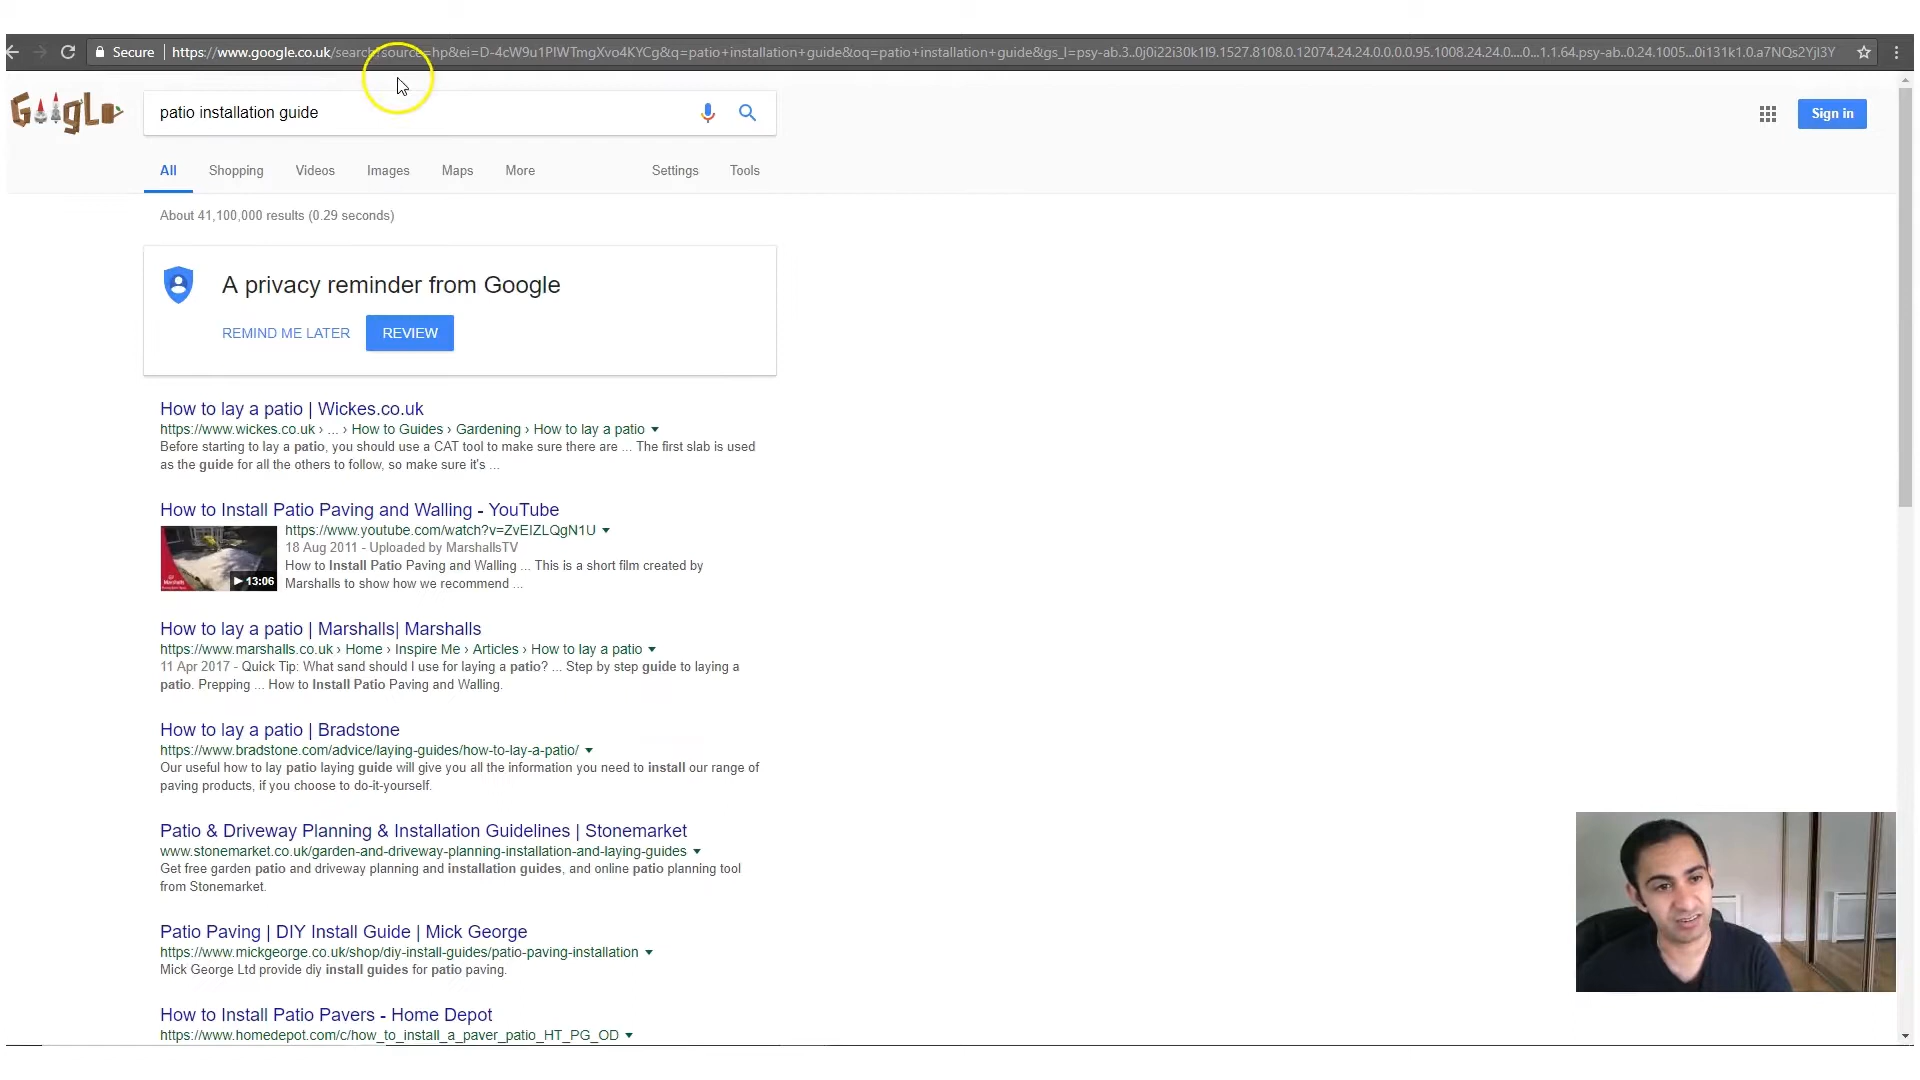 Secure https://www.google.co.uk/search?source=hp&ei=D-4cW9u1PIWTmgXvo4KYCg&q=patio+installation+guide&oq=patio+installation+guide&gs_l=psy-ab.3..0j0i22i30k1l9.1527.8108.0.12074.24.24.0.0.0.0.95.1008.24.24.0....0...1.1.64.psy-ab..0.24.1005...0i131k1.0.a7NQs2YjI3Y
patio installation guide
Sign in
All Shopping Videos Images Maps More Settings Tools
About 41,100,000 results (0.29 seconds)
A privacy reminder from Google
REMIND ME LATER REVIEW
How to lay a patio | Wickes.co.uk
https://www.wickes.co.uk › ... › How to Guides › Gardening › How to lay a patio
Before starting to lay a patio, you should use a CAT tool to make sure there are ... The first slab is used
as the guide for all the others to follow, so make sure it's ...
How to Install Patio Paving and Walling - YouTube
https://www.youtube.com/watch?v=ZvEIZLQgN1U
18 Aug 2011 - Uploaded by MarshallsTV
How to Install Patio Paving and Walling ... This is a short film created by
Marshalls to show how we recommend ...
Marshalls
13:06
How to lay a patio | Marshalls| Marshalls
https://www.marshalls.co.uk › Home › Inspire Me › Articles › How to lay a patio
11 Apr 2017 - Quick Tip: What sand should I use for laying a patio? ... Step by step guide to laying a
patio. Prepping ... How to Install Patio Paving and Walling.
How to lay a patio | Bradstone
https://www.bradstone.com/advice/laying-guides/how-to-lay-a-patio/
Our useful how to lay patio laying guide will give you all the information you need to install our range of
paving products, if you choose to do-it-yourself.
Patio & Driveway Planning & Installation Guidelines | Stonemarket
www.stonemarket.co.uk/garden-and-driveway-planning-installation-and-laying-guides
Get free garden patio and driveway planning and installation guides, and online patio planning tool
from Stonemarket.
Patio Paving | DIY Install Guide | Mick George
https://www.mickgeorge.co.uk/shop/diy-install-guides/patio-paving-installation
Mick George Ltd provide diy install guides for patio paving.
How to Install Patio Pavers - Home Depot
https://www.homedepot.com/c/how_to_install_a_paver_patio_HT_PG_OD